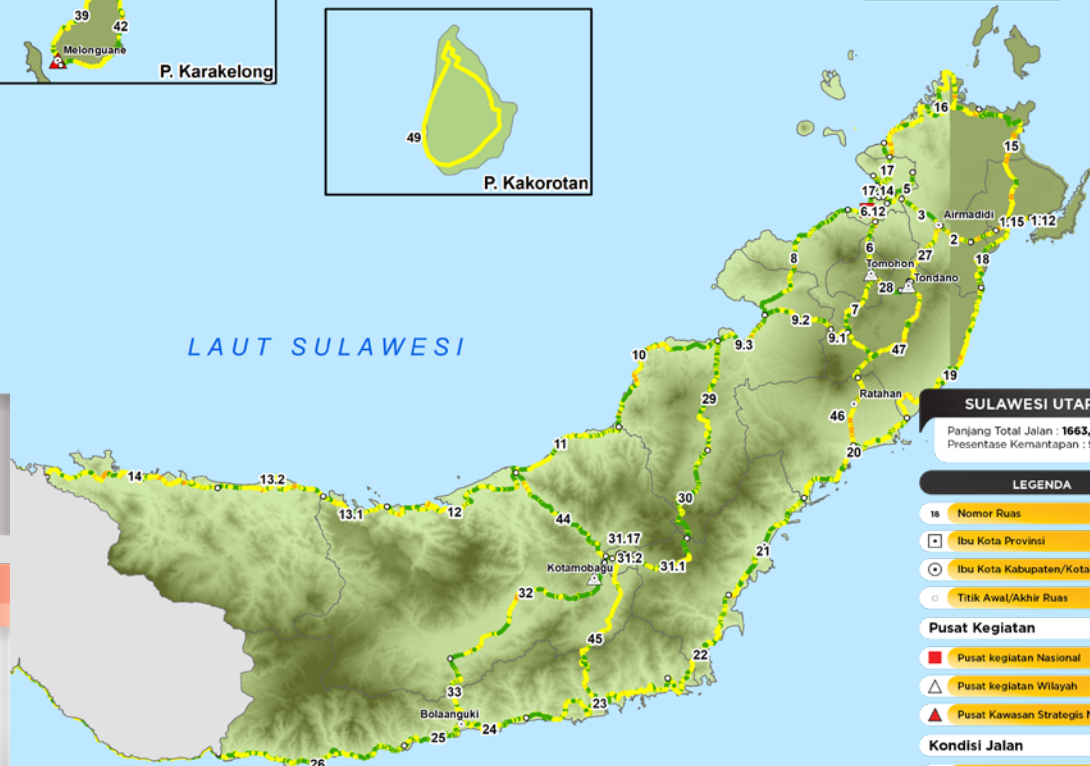 39
42
Melonguane
P. Karakelong
49
P. Kakorotan
16
15
17
17.14
5
6.12
3
Airmadidi
1.15
1.12
2
6
27
18
8
Tomohon
Tondano
28
7
9.2
9.1
9.3
LAUT SULAWESI
10
47
19
29
Ratahan
46
20
11
14
13.2
13.1
12
30
44
31.17
31.2
31.1
Kotamobagu
21
32
45
22
33
23
Bolaanguki
24
25
26
SULAWESI UTAR
Panjang Total Jalan : 1663,
Presentase Kemantapan :
LEGENDA
18 Nomor Ruas
Ibu Kota Provinsi
Ibu Kota Kabupaten/Kota
Titik Awal/Akhir Ruas
Pusat Kegiatan
Pusat kegiatan Nasional
Pusat kegiatan Wilayah
Pusat Kawasan Strategis N
Kondisi Jalan